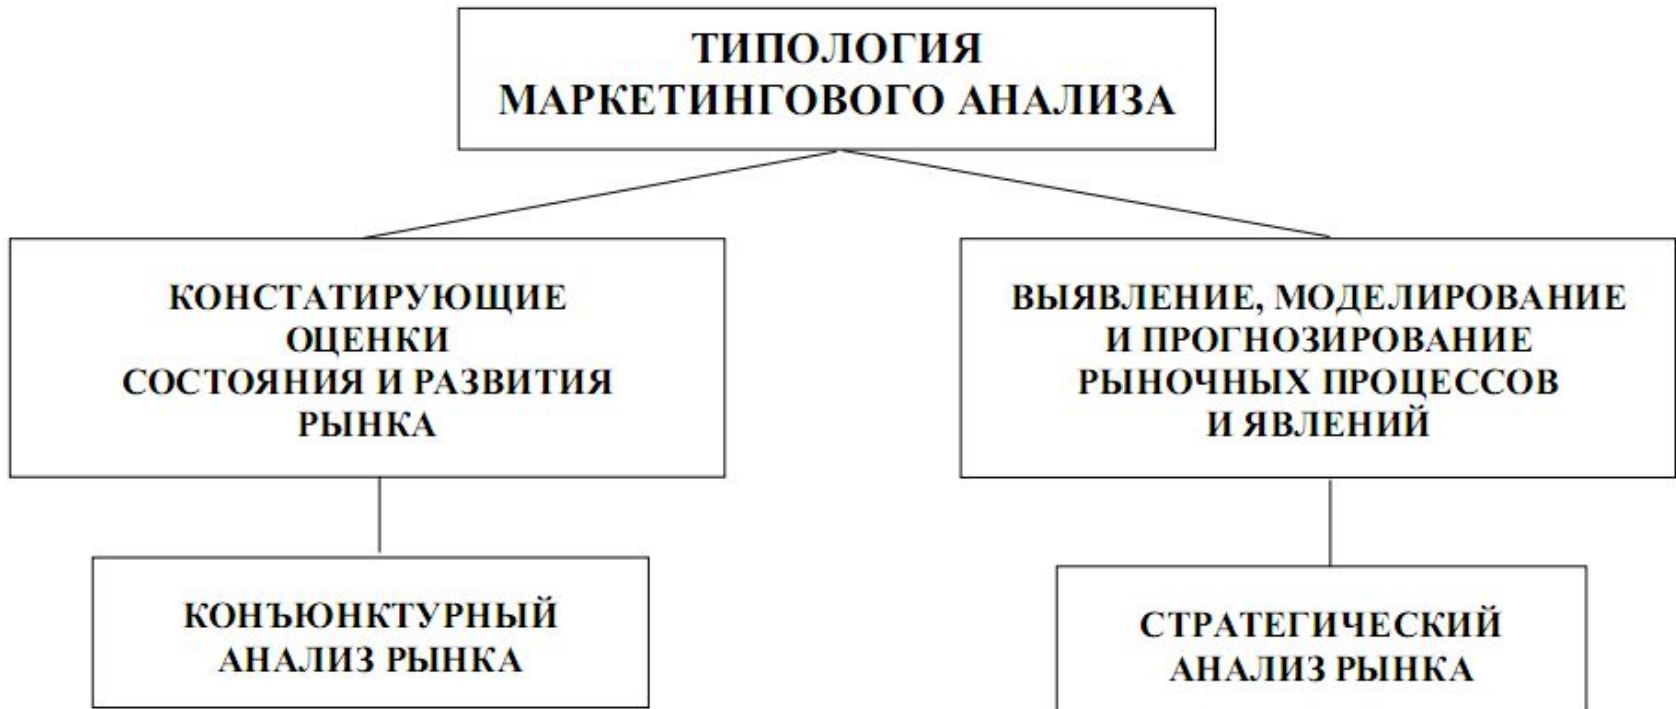 ТИПОЛОГИЯ
МАРКЕТИНГОВОГО АНАЛИЗА
КОНСТАТИРУЮЩИЕ
ОЦЕНКИ
СОСТОЯНИЯ И РАЗВИТИЯ
РЫНКА
ВЫЯВЛЕНИЕ, МОДЕЛИРОВАНИЕ
И ПРОГНОЗИРОВАНИЕ
РЫНОЧНЫХ ПРОЦЕССОВ
И ЯВЛЕНИЙ
КОНЪЮНКТУРНЫЙ
АНАЛИЗ РЫНКА
СТРАТЕГИЧЕСКИЙ
АНАЛИЗ РЫНКА